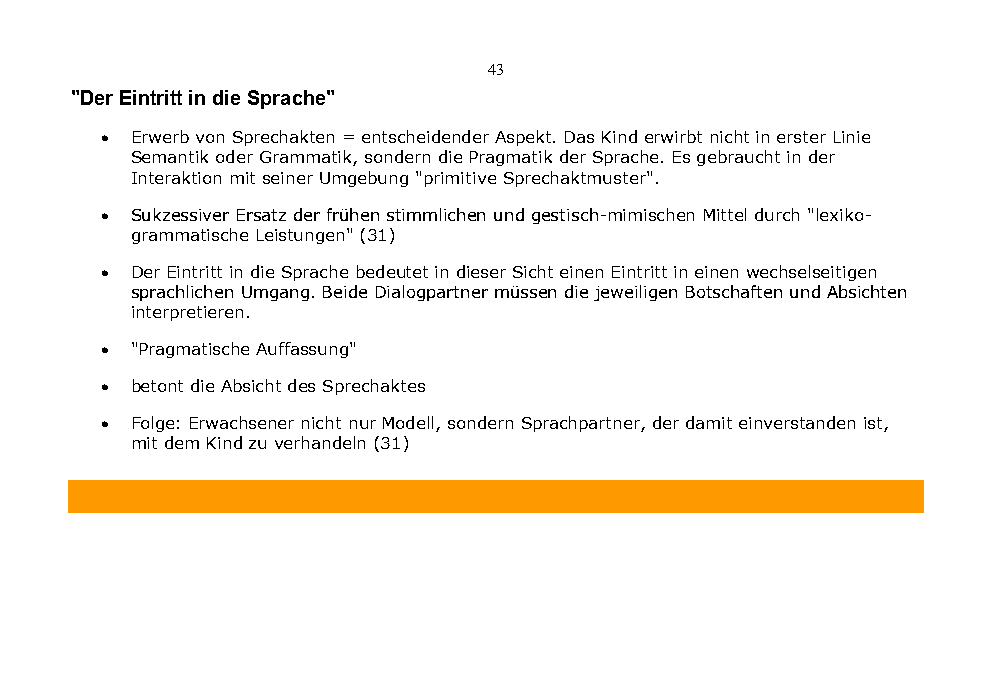 43
"Der Eintritt in die Sprache"
• Erwerb von Sprechakten = entscheidender Aspekt. Das Kind erwirbt nicht in erster Linie
Semantik oder Grammatik, sondern die Pragmatik der Sprache. Es gebraucht in der
Interaktion mit seiner Umgebung "primitive Sprechaktmuster".
• Sukzessiver Ersatz der frühen stimmlichen und gestisch-mimischen Mittel durch "lexiko-
grammatische Leistungen" (31)
• Der Eintritt in die Sprache bedeutet in dieser Sicht einen Eintritt in einen wechselseitigen
sprachlichen Umgang. Beide Dialogpartner müssen die jeweiligen Botschaften und Absichten
interpretieren.
• "Pragmatische Auffassung"
• betont die Absicht des Sprechaktes
• Folge: Erwachsener nicht nur Modell, sondern Sprachpartner, der damit einverstanden ist,
mit dem Kind zu verhandeln (31)